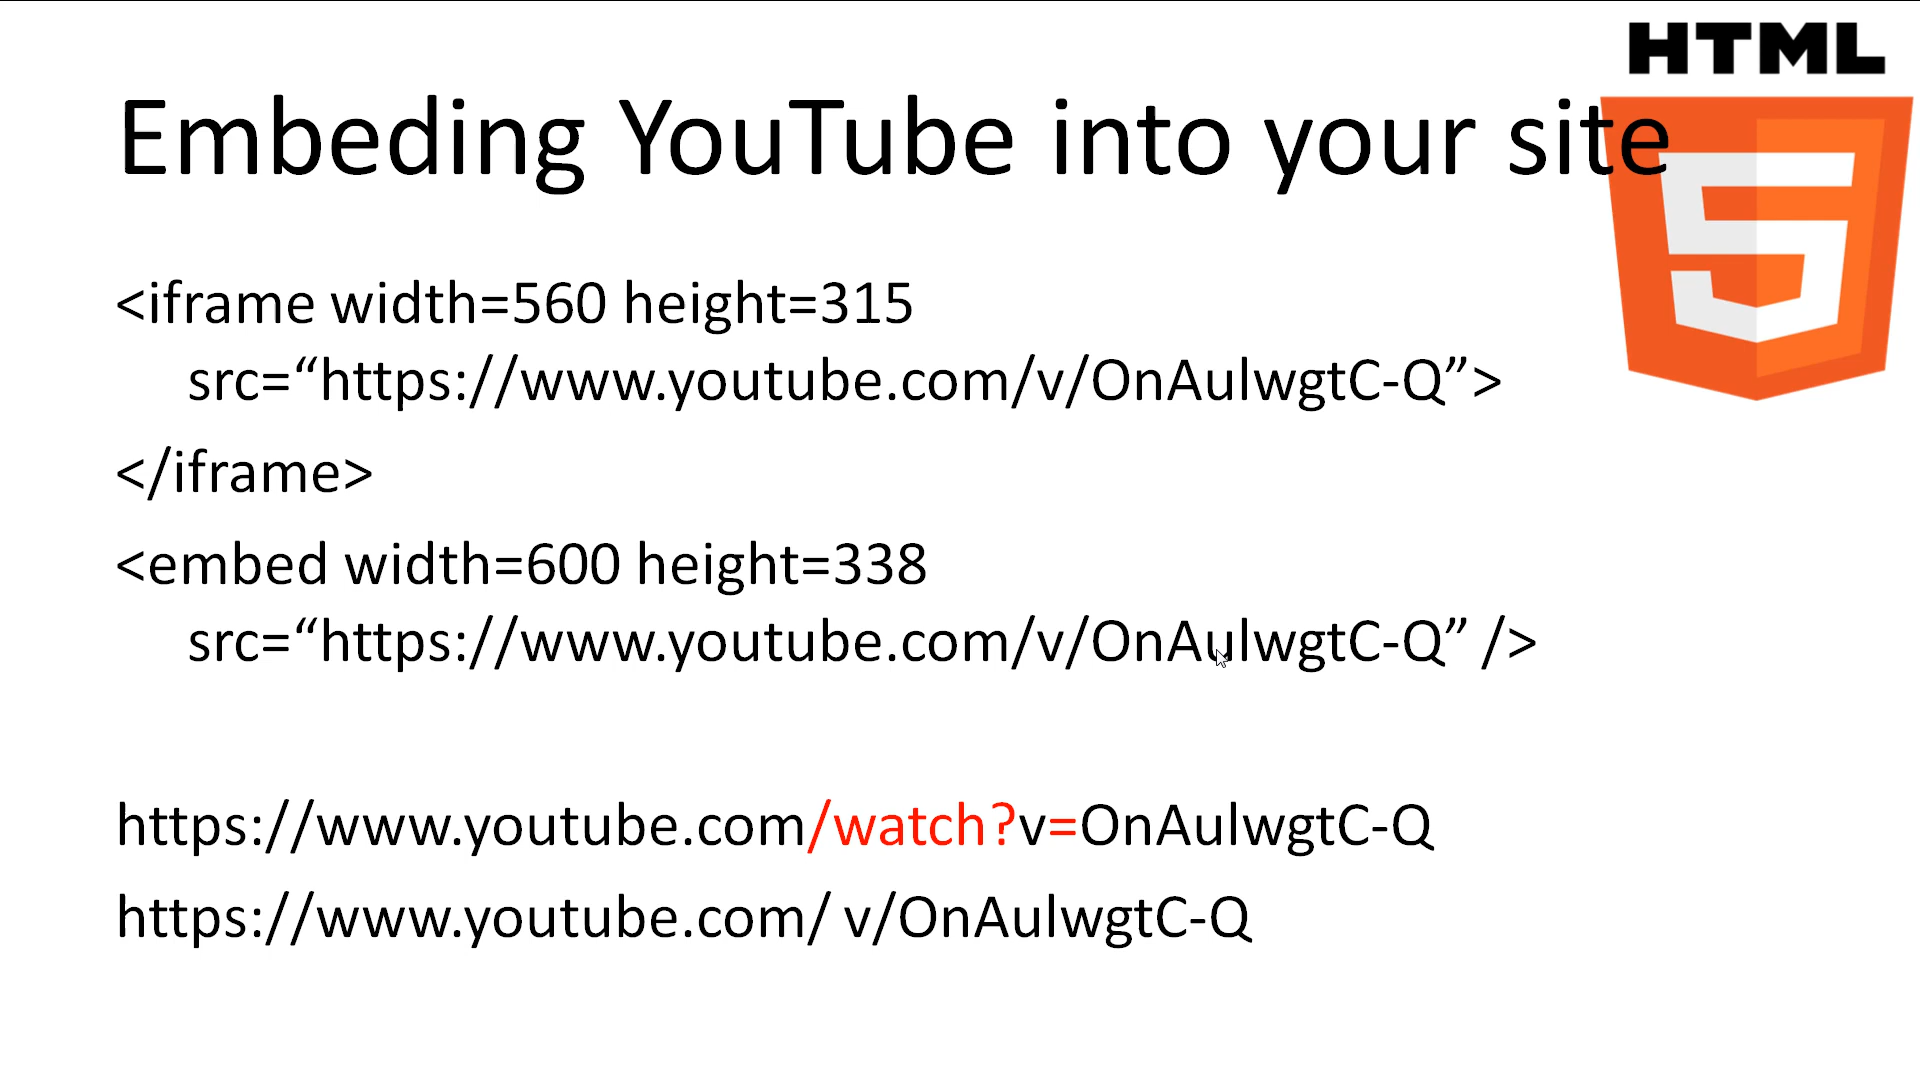 HTML
Embeding YouTube into your site
<iframe width=560 height=315
src=“https://www.youtube.com/v/OnAulwgtC-Q”>
</iframe>
<embed width=600 height=338
src=“https://www.youtube.com/v/OnAulwgtC-Q” />
https://www.youtube.com/watch?v=OnAulwgtC-Q
https://www.youtube.com/ v/OnAulwgtC-Q